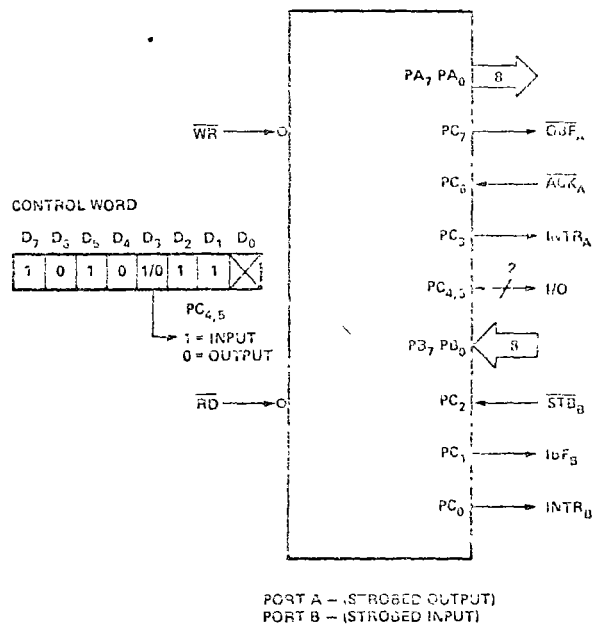 PA7 PA0 8
WR PC7 OBFA
PC6 ACKA
CONTROL WORD
D7 D6 D5 D4 D3 D2 D1 D0
PC3 INTRA
1 0 1 0 1/0 1 1 X
PC4,5 2 I/O
PC4,5
1 = INPUT
0 = OUTPUT
PB7 PB0 8
RD PC2 STBB
PC1 IBFB
PC0 INTRB
PORT A – (STROBED OUTPUT)
PORT B – (STROBED INPUT)